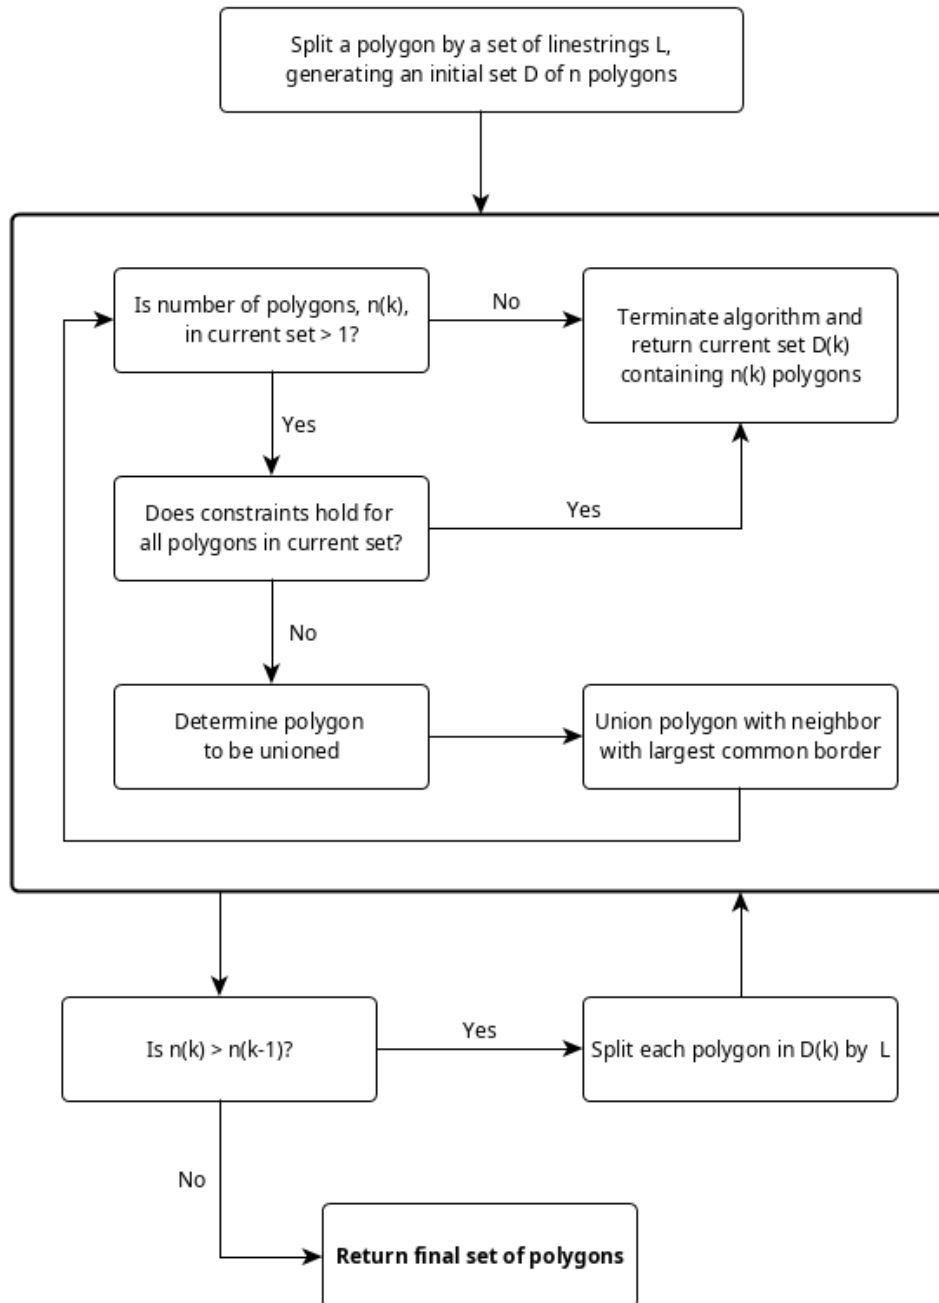 Split a polygon by a set of linestrings L,
generating an initial set D of n polygons
Is number of polygons, n(k),
in current set > 1?
No
Terminate algorithm and
return current set D(k)
containing n(k) polygons
Yes
Does constraints hold for
all polygons in current set?
Yes
No
Determine polygon
to be unioned
Union polygon with neighbor
with largest common border
Is n(k) > n(k-1)?
Yes
Split each polygon in D(k) by L
No
Return final set of polygons